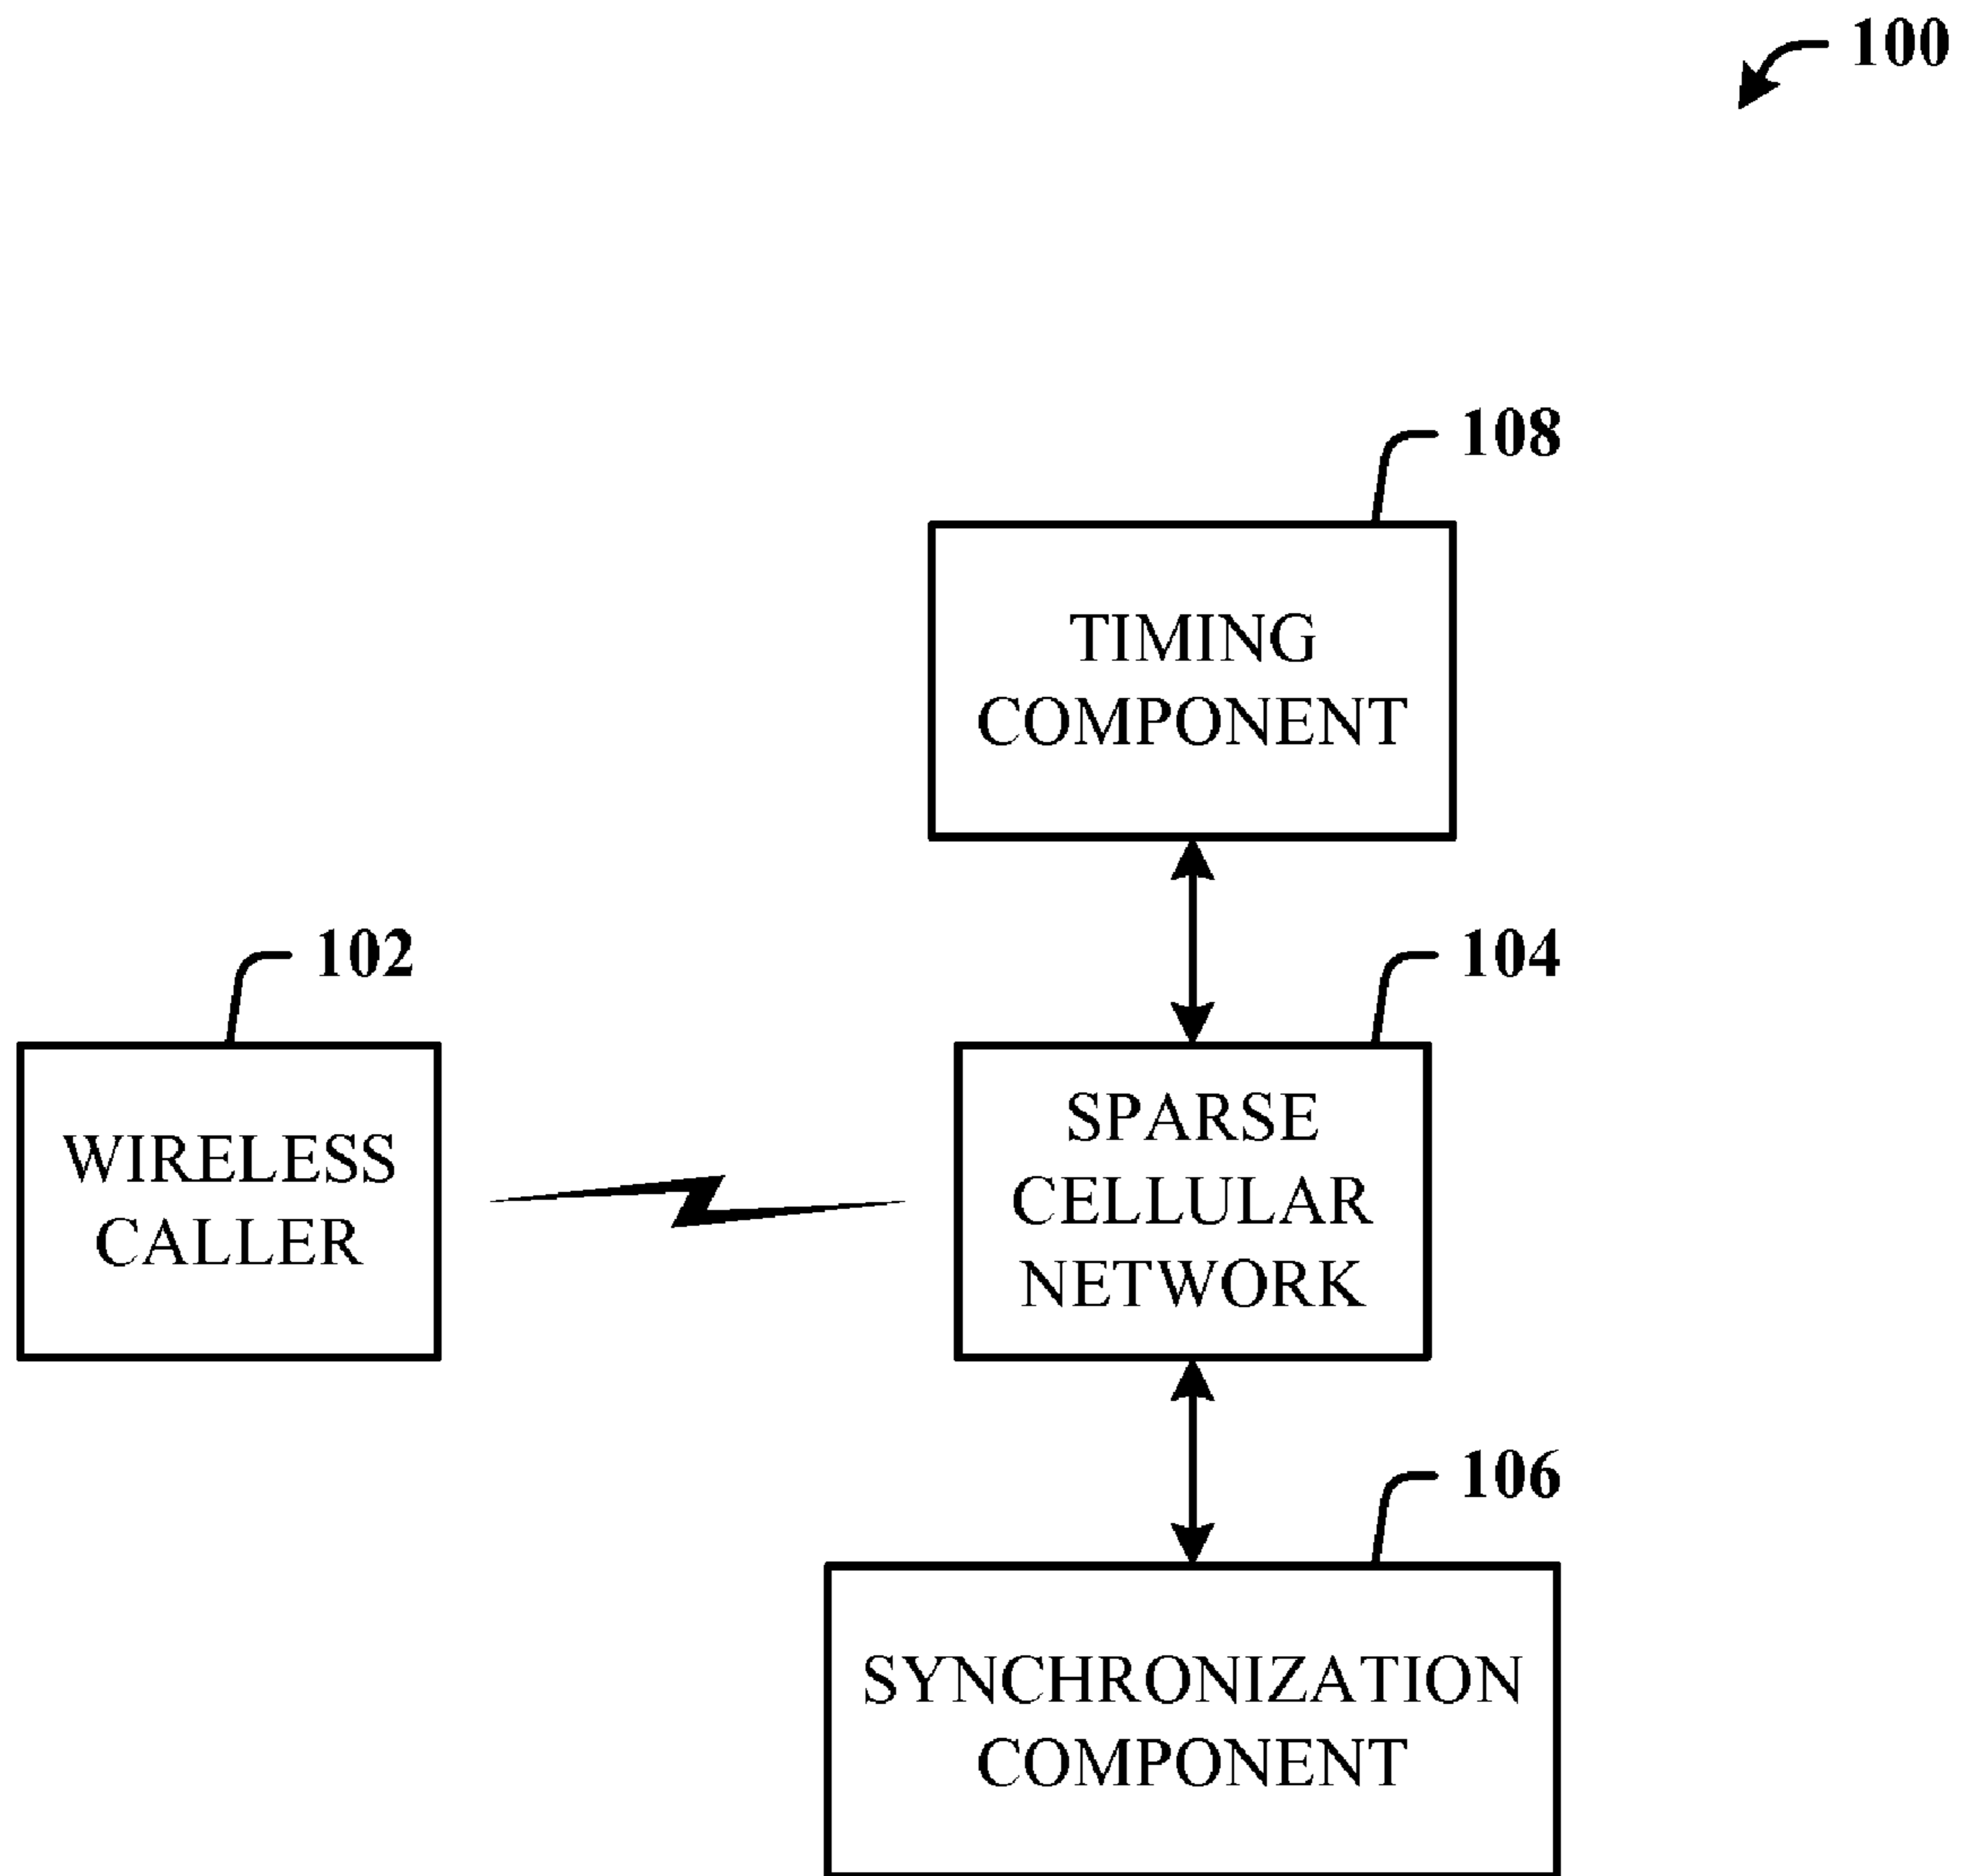 100
108
TIMING
COMPONENT
102
104
WIRELESS
CALLER
SPARSE
CELLULAR
NETWORK
106
SYNCHRONIZATION
COMPONENT